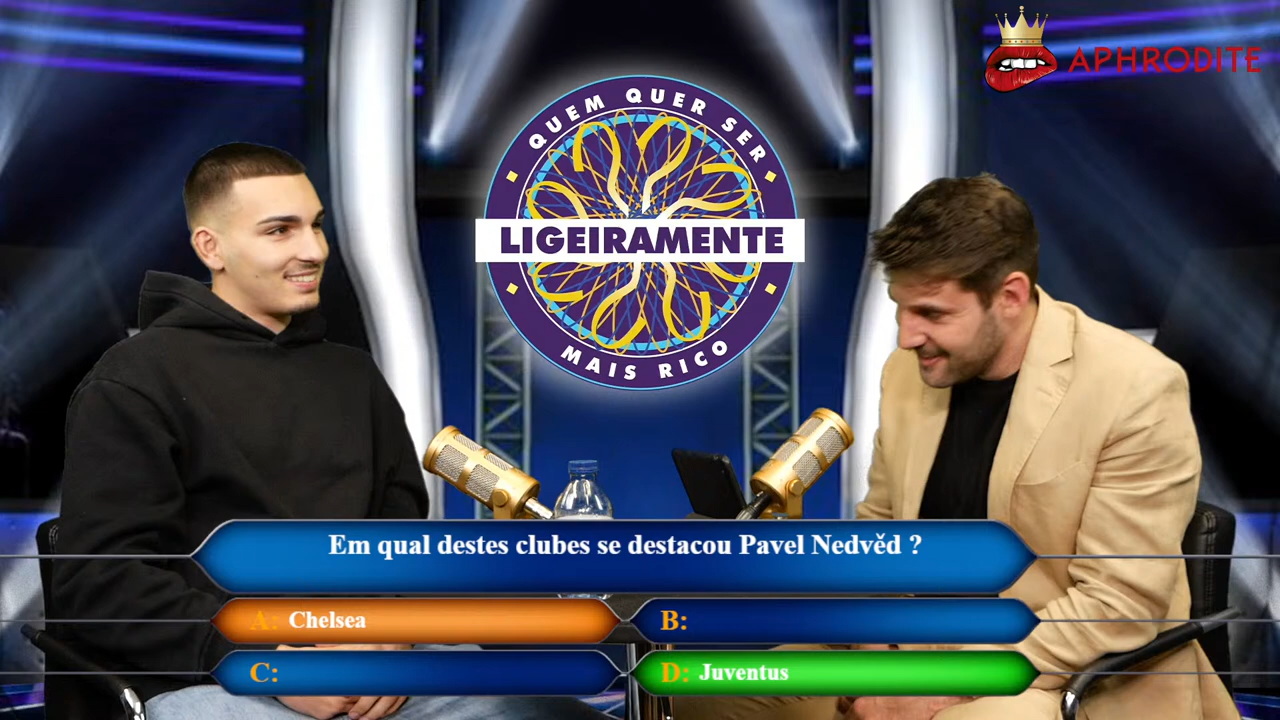 APHRODITE
QUEM QUER SER
LIGEIRAMENTE
MAIS RICO
Em qual destes clubes se destacou Pavel Nedvěd ?
A: Chelsea
B:
C:
D: Juventus